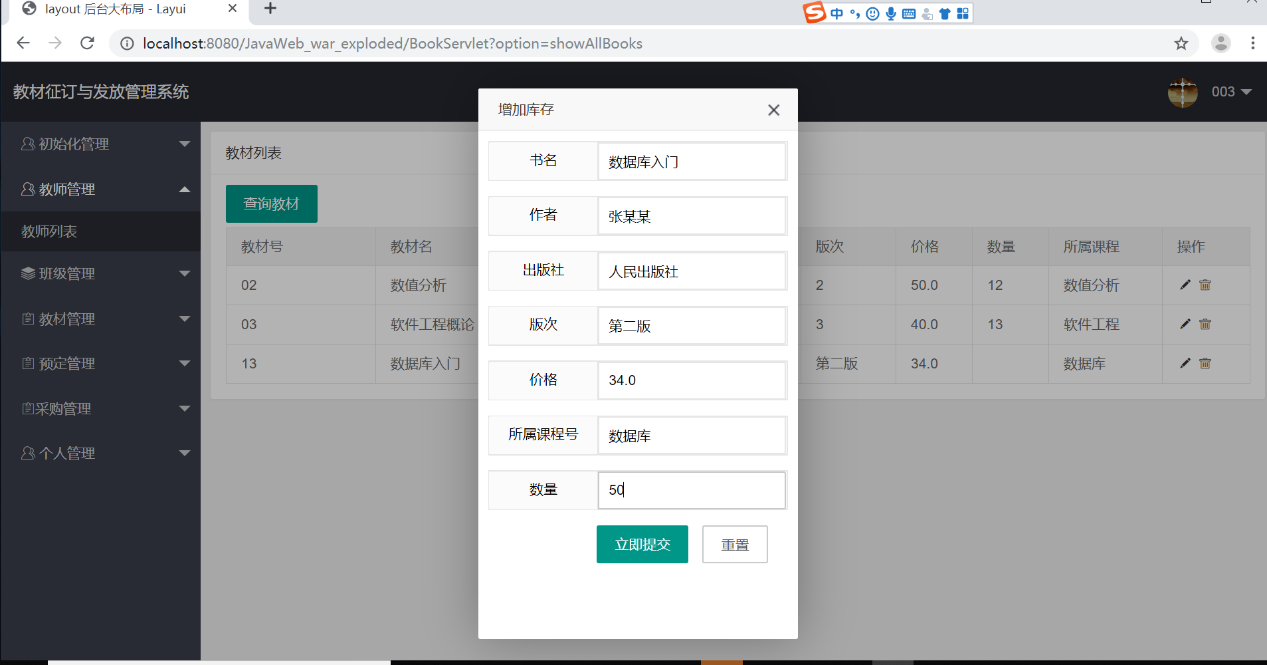 layout 后台大布局 - Layui
中
localhost:8080/JavaWeb_war_exploded/BookServlet?option=showAllBooks
教材征订与发放管理系统
003
初始化管理
教师管理
教师列表
班级管理
教材管理
预定管理
采购管理
个人管理
教材列表
查询教材
教材号 教材名 版次 价格 数量 所属课程 操作
02 数值分析 2 50.0 12 数值分析
03 软件工程概论 3 40.0 13 软件工程
13 数据库入门 第二版 34.0 数据库
增加库存
书名 数据库入门
作者 张某某
出版社 人民出版社
版次 第二版
价格 34.0
所属课程号 数据库
数量 50
立即提交 重置